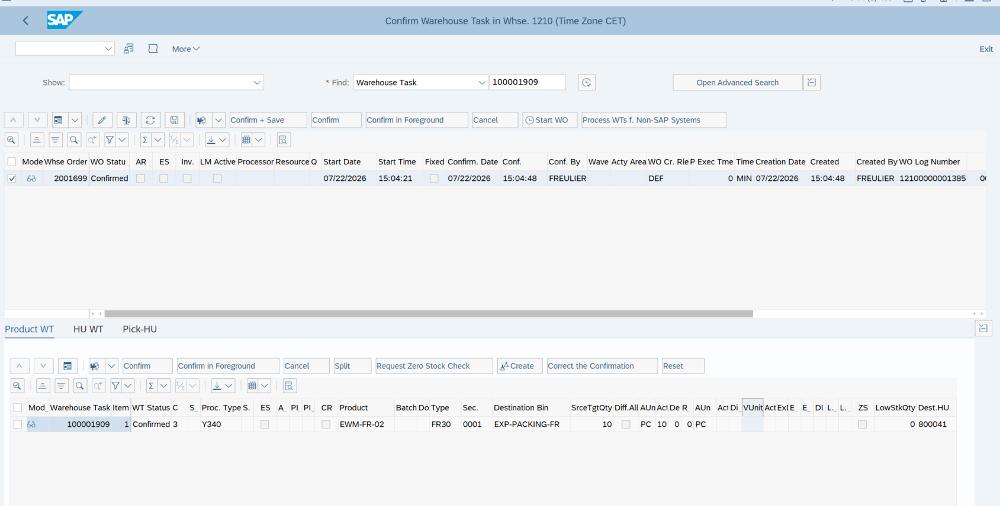 SAP
Confirm Warehouse Task in Whse. 1210 (Time Zone CET)
More
Exit
Show:
* Find: Warehouse Task 100001909
Open Advanced Search
Confirm + Save Confirm Confirm in Foreground Cancel Start WO Process WTs f. Non-SAP Systems
Mode Whse Order WO Statu AR ES Inv. LM Active Processor Resource Q Start Date Start Time Fixed Confirm. Date Conf. Conf. By Wave Acty Area WO Cr. Rle P Exec Tme Time Creation Date Created Created By WO Log Number
2001699 Confirmed 07/22/2026 15:04:21 07/22/2026 15:04:48 FREULIER DEF 0 MIN 07/22/2026 15:04:48 FREULIER 12100000001385
Product WT HU WT Pick-HU
Confirm Confirm in Foreground Cancel Split Request Zero Stock Check Create Correct the Confirmation Reset
Mod Warehouse Task Item WT Status C S Proc. Type S. ES A PI PI CR Product Batch Do Type Sec. Destination Bin SrceTgtQty Diff.All AUn Act De R AUn Act Di VUnit Act Exl E E DI L. L. ZS LowStkQty Dest.HU
100001909 1 Confirmed 3 Y340 EWM-FR-02 FR30 0001 EXP-PACKING-FR 10 PC 10 0 0 PC 0 800041